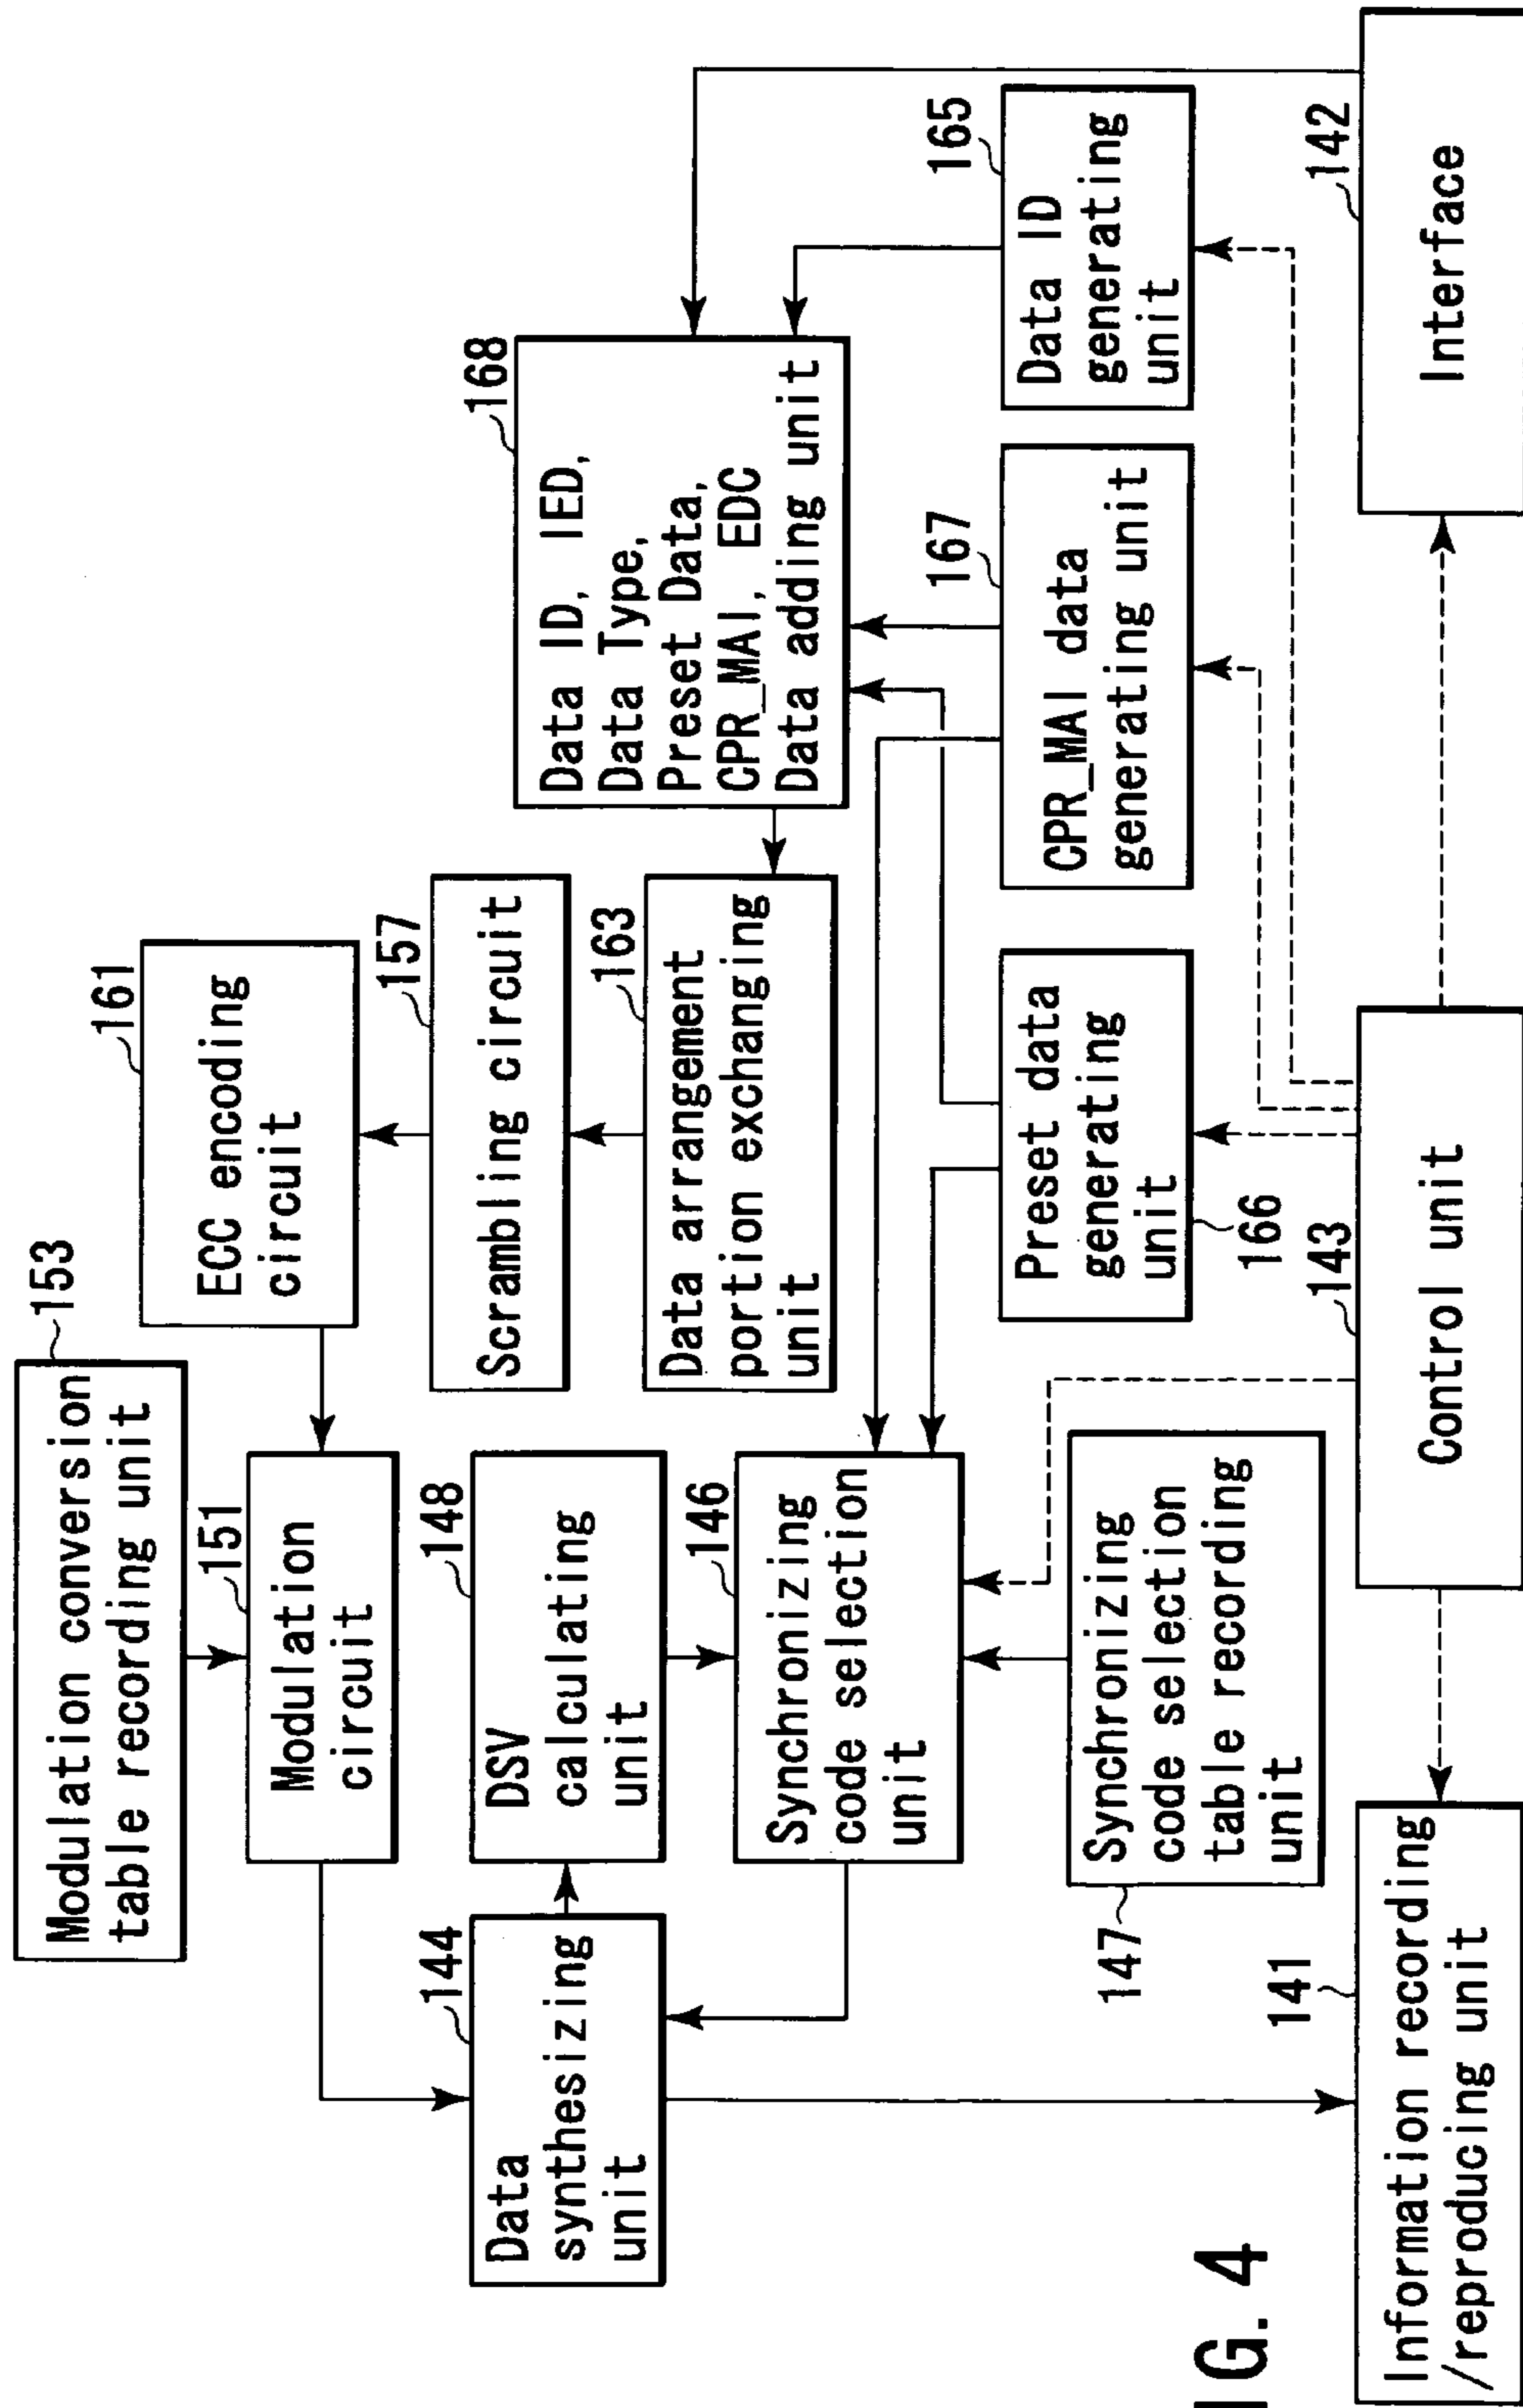 Modulation conversion
table recording unit
153
161
ECC encoding
circuit
151
Modulation
circuit
157
Scrambling circuit
168
Data ID, IED,
Data Type,
Preset Data,
CPR_MAI, EDC
Data adding unit
144
Data
synthesizing
unit
148
DSV
calculating
unit
163
Data arrangement
portion exchanging
unit
146
Synchronizing
code selection
unit
Preset data
generating
unit
166
167
CPR_MAI data
generating unit
165
Data ID
generating
unit
147
Synchronizing
code selection
table recording
unit
141
Information recording
/reproducing unit
143
Control unit
142
Interface
IG. 4